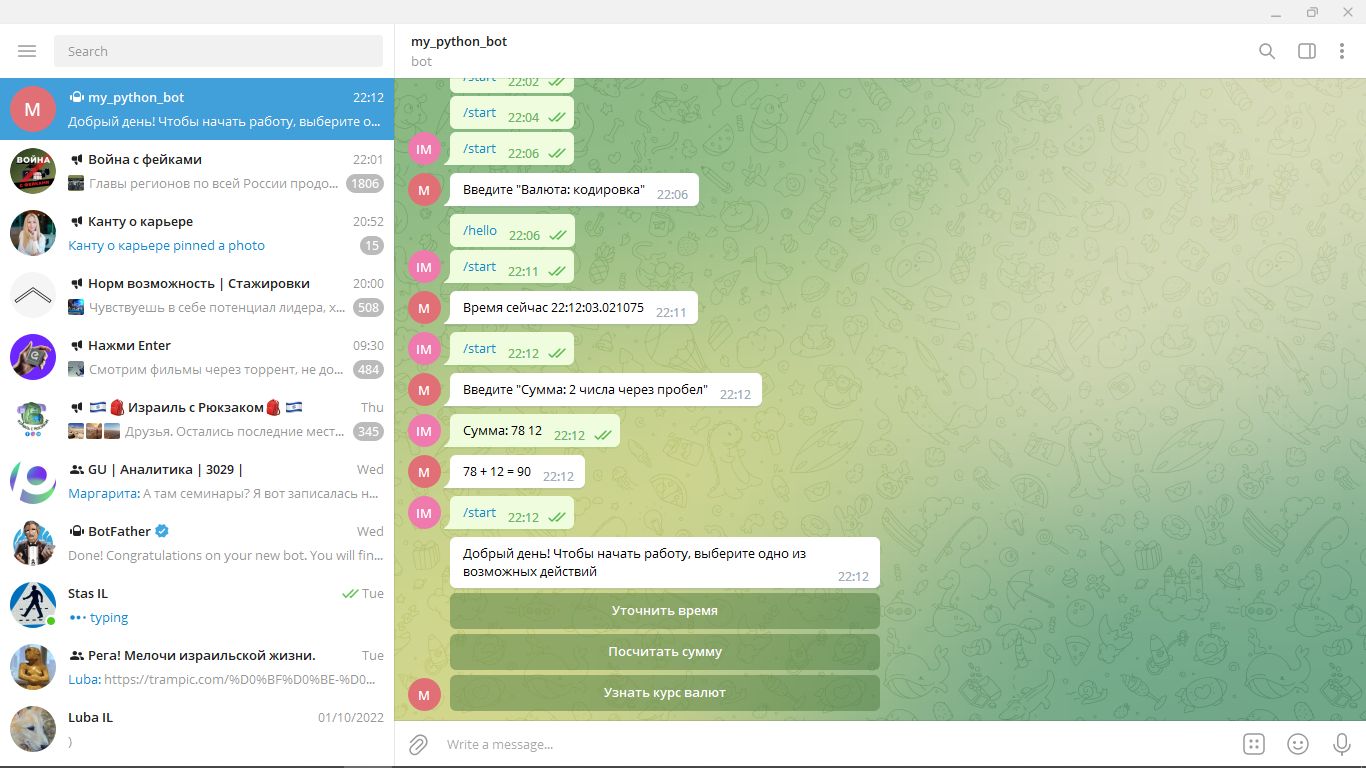 Search
M
my_python_bot
22:12
Добрый день! Чтобы начать работу, выберите о...
ВОЙНА
С ФЕЙКАМИ
Война с фейками
22:01
Главы регионов по всей России продо...
1806
Канту о карьере
20:52
Канту о карьере pinned a photo
15
Норм возможность | Стажировки
20:00
Чувствуешь в себе потенциал лидера, х...
508
Нажми Enter
09:30
Смотрим фильмы через торрент, не до...
484
Израиль с Рюкзаком
Thu
Друзья. Остались последние мест...
345
GU | Аналитика | 3029 |
Wed
Маргарита: А там семинары? Я вот записалась н...
BotFather
Wed
Done! Congratulations on your new bot. You will fin...
Stas IL
Tue
typing
Рега! Мелочи израильской жизни.
Tue
Luba: https://trampic.com/%D0%BF%D0%BE-%D0...
Luba IL
01/10/2022
)
my_python_bot
bot
/start 22:02
/start 22:04
IM
/start 22:06
M
Введите "Валюта: кодировка" 22:06
/hello 22:06
IM
/start 22:11
M
Время сейчас 22:12:03.021075 22:11
IM
/start 22:12
M
Введите "Сумма: 2 числа через пробел" 22:12
IM
Сумма: 78 12 22:12
M
78 + 12 = 90 22:12
IM
/start 22:12
Добрый день! Чтобы начать работу, выберите одно из
возможных действий 22:12
Уточнить время
Посчитать сумму
Узнать курс валют
M
Write a message...